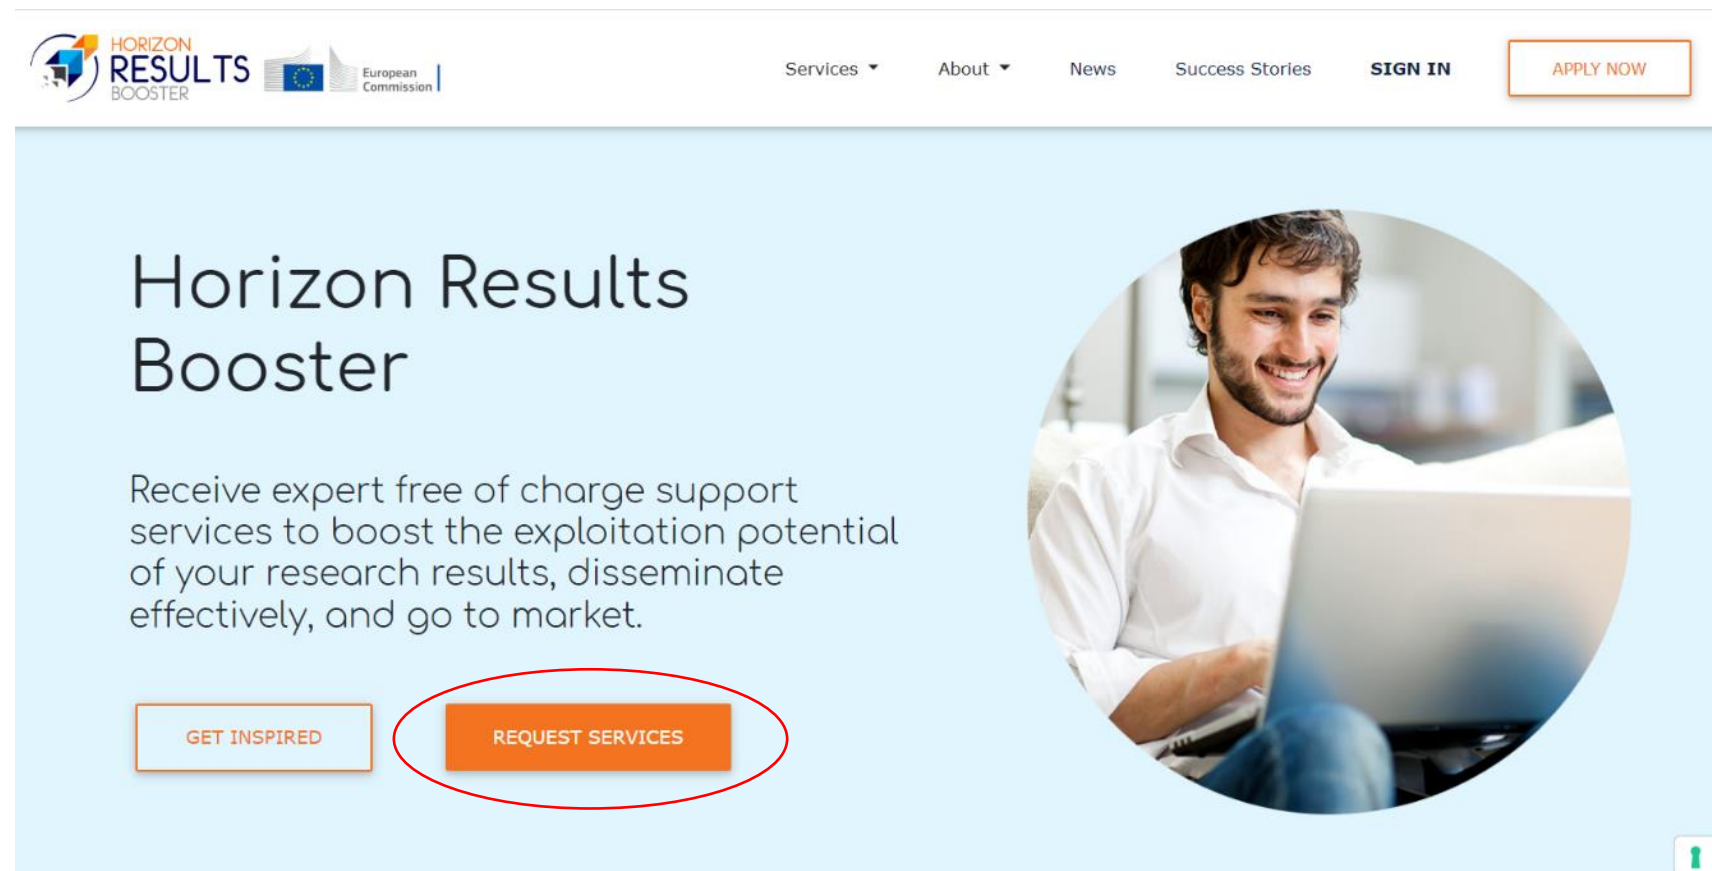 HORIZON
RESULTS
BOOSTER
European
Commission
Services
About
News
Success Stories
SIGN IN
APPLY NOW
Horizon Results
Booster
Receive expert free of charge support
services to boost the exploitation potential
of your research results, disseminate
effectively, and go to market.
GET INSPIRED
REQUEST SERVICES